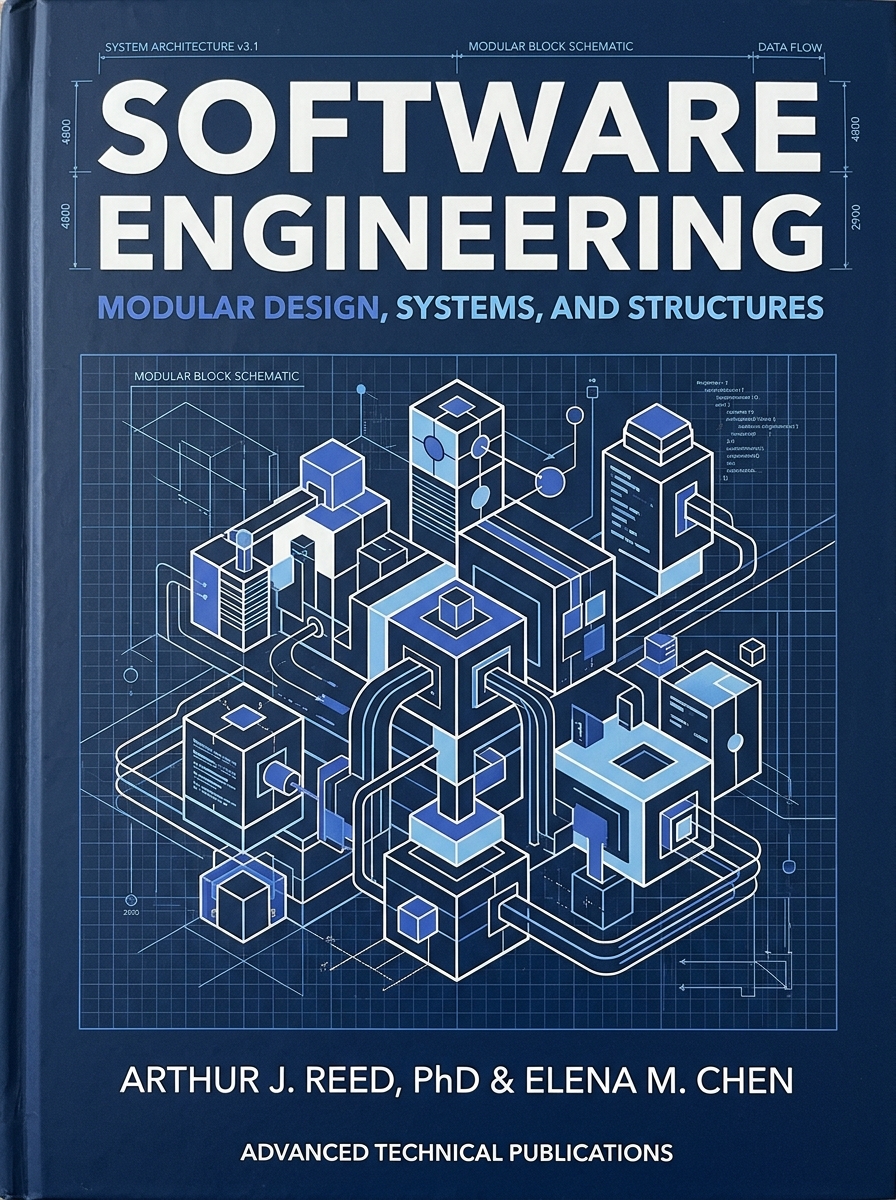 SYSTEM ARCHITECTURE v3.1
MODULAR BLOCK SCHEMATIC
DATA FLOW
4800
4800
SOFTWARE
4600
2900
ENGINEERING
MODULAR DESIGN, SYSTEMS, AND STRUCTURES
MODULAR BLOCK SCHEMATIC
2900
ARTHUR J. REED, PhD & ELENA M. CHEN
ADVANCED TECHNICAL PUBLICATIONS